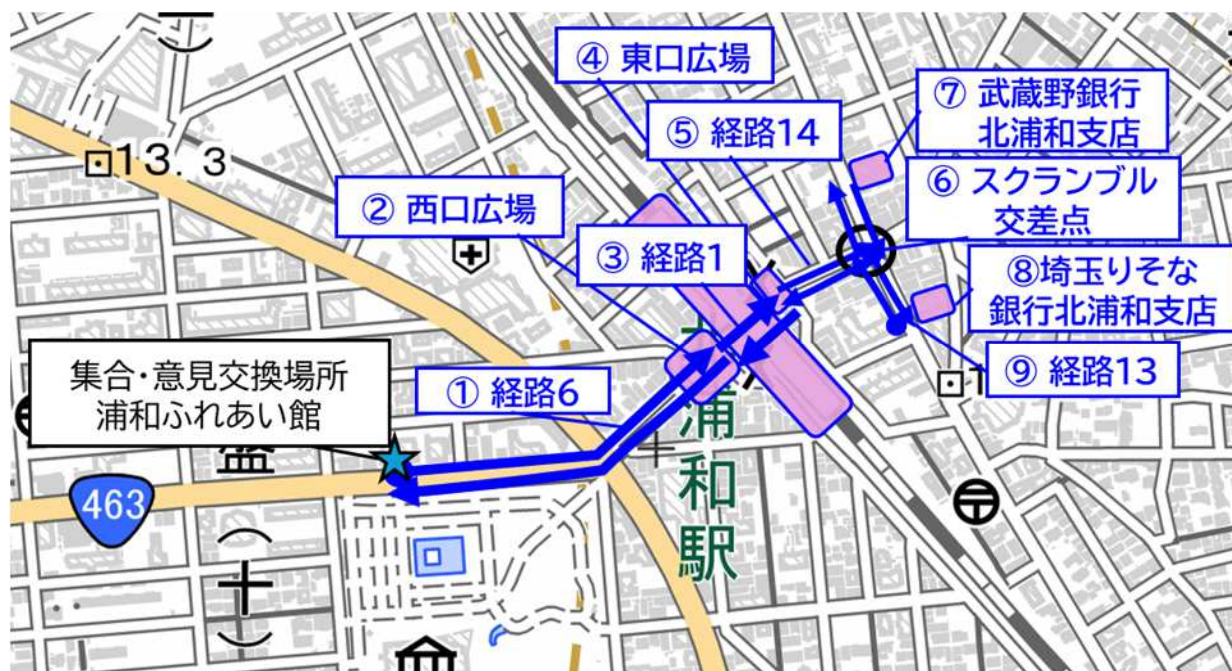 ④ 東口広場
⑦ 武蔵野銀行
北浦和支店
⑤ 経路14
13. 3
⑥ スクランブル
交差点
② 西口広場
③ 経路1
⑧埼玉りそな
銀行北浦和支店
集合・意見交換場所
浦和ふれあい館
① 経路6
⑨ 経路13
浦和駅
463
(十)